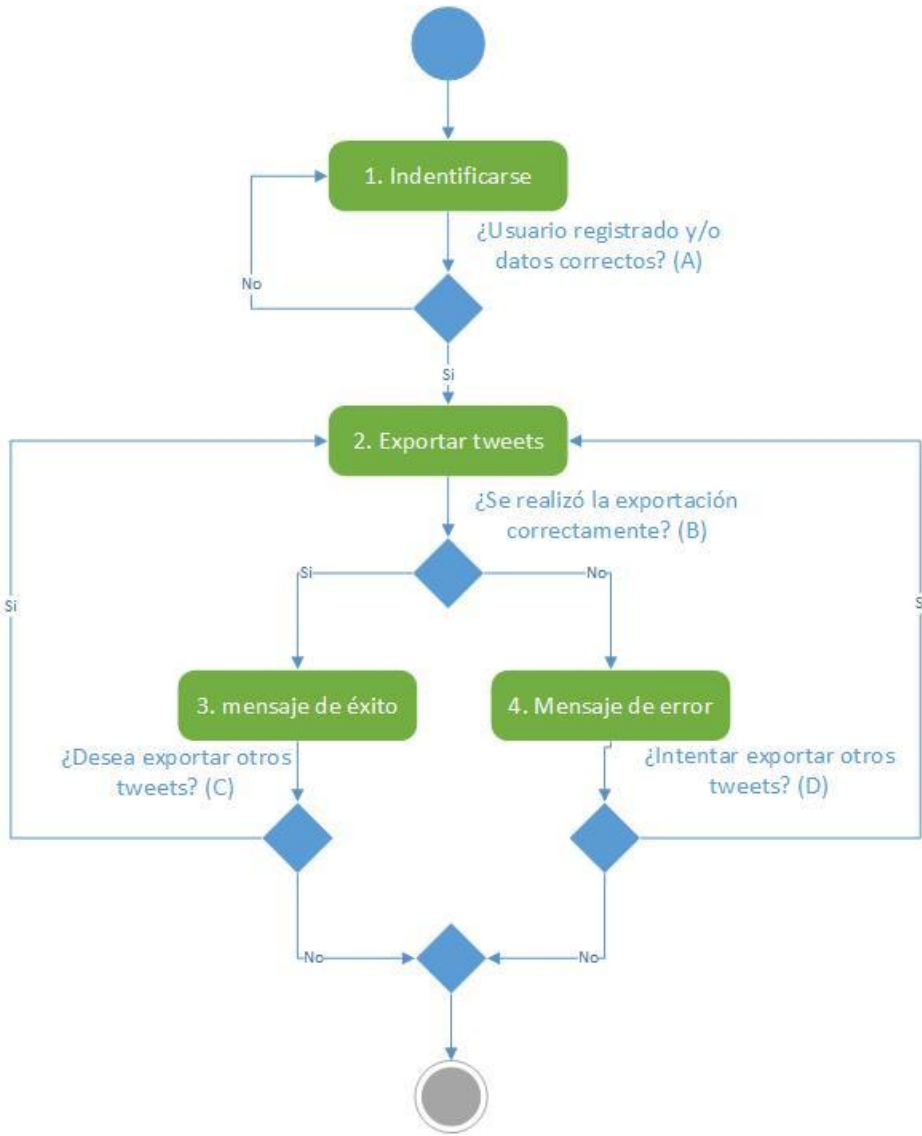 1. Indentificarse
¿Usuario registrado y/o
datos correctos? (A)
No
Si
2. Exportar tweets
¿Se realizó la exportación
correctamente? (B)
Si
No
Si
3. mensaje de éxito
4. Mensaje de error
¿Desea exportar otros
tweets? (C)
¿Intentar exportar otros
tweets? (D)
No
No